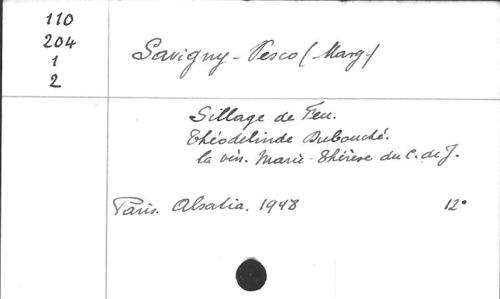 110
204
1
2
Savigny-Vesco (Marg.)
Sillage de Feu.
Théodelinde Dubouché.
la vén. Marie-Thérèse du C. de J.
Paris. Alsatia. 1948 12°